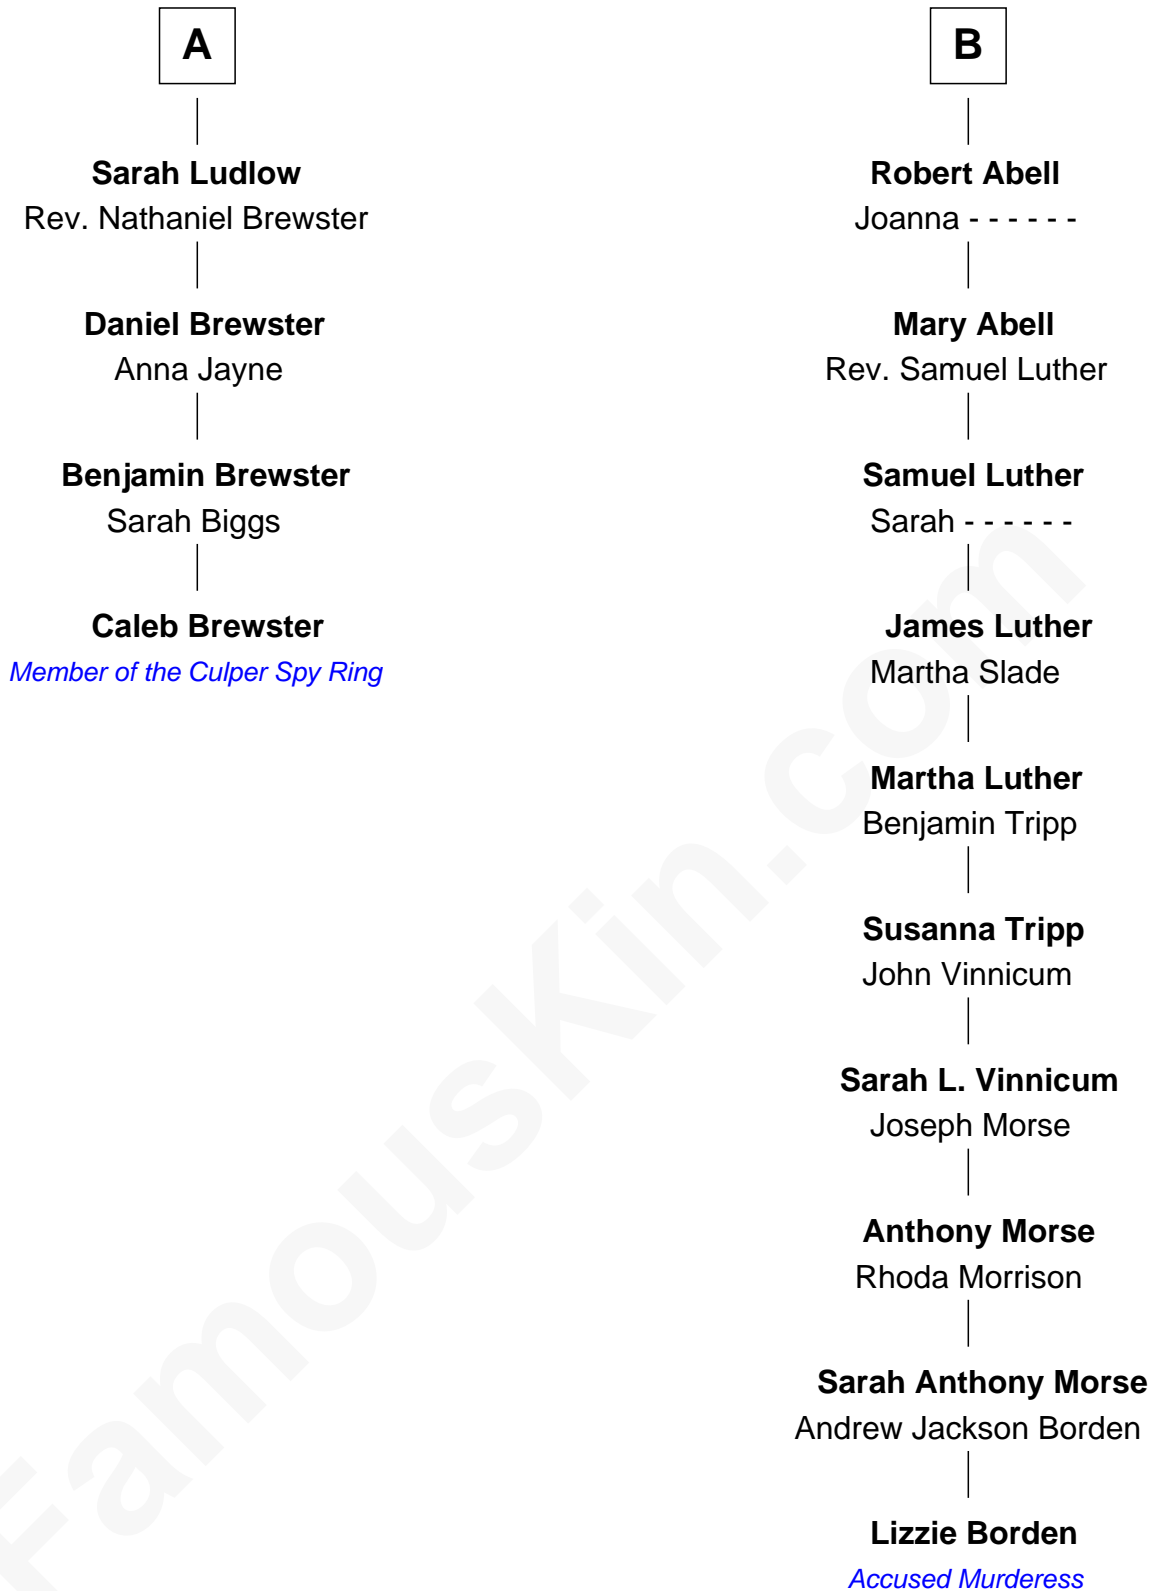 A
Sarah Ludlow
Rev. Nathaniel Brewster
Daniel Brewster
Anna Jayne
Benjamin Brewster
Sarah Biggs
Caleb Brewster
Member of the Culper Spy Ring
B
Robert Abell
Joanna - - - - - -
Mary Abell
Rev. Samuel Luther
Samuel Luther
Sarah - - - - - -
James Luther
Martha Slade
Martha Luther
Benjamin Tripp
Susanna Tripp
John Vinnicum
Sarah L. Vinnicum
Joseph Morse
Anthony Morse
Rhoda Morrison
Sarah Anthony Morse
Andrew Jackson Borden
Lizzie Borden
Accused Murderess
FamousKin.com